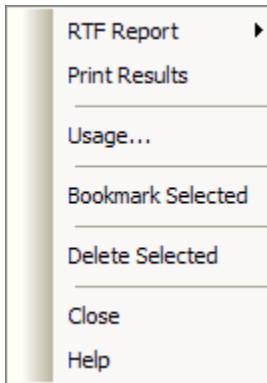 RTF Report
Print Results
Usage...
Bookmark Selected
Delete Selected
Close
Help